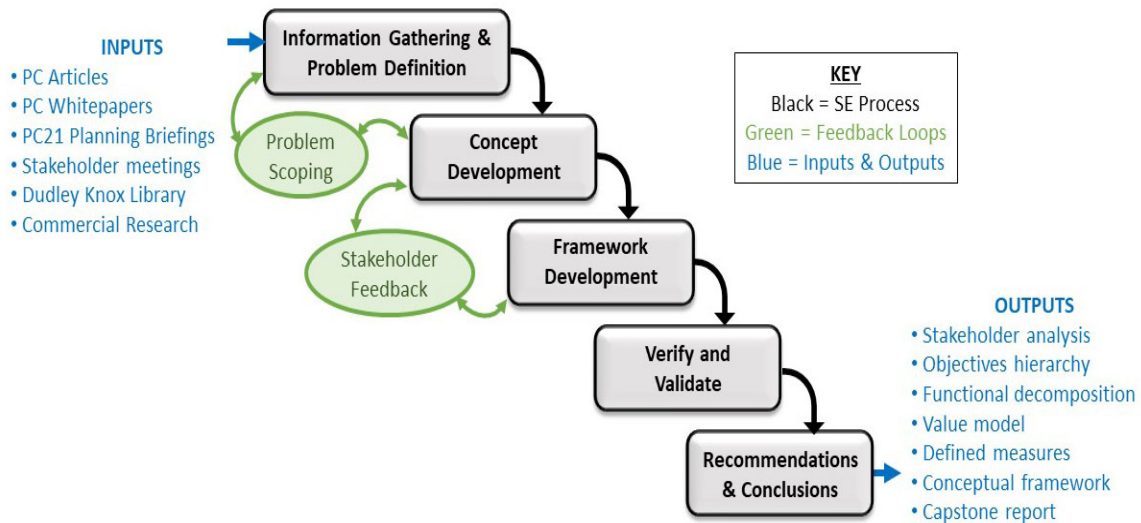 INPUTS
• PC Articles
• PC Whitepapers
• PC21 Planning Briefings
• Stakeholder meetings
• Dudley Knox Library
• Commercial Research
Information Gathering &
Problem Definition
Problem
Scoping
Concept
Development
Stakeholder
Feedback
Framework
Development
Verify and
Validate
Recommendations
& Conclusions
KEY
Black = SE Process
Green = Feedback Loops
Blue = Inputs & Outputs
OUTPUTS
• Stakeholder analysis
• Objectives hierarchy
• Functional decomposition
• Value model
• Defined measures
• Conceptual framework
• Capstone report